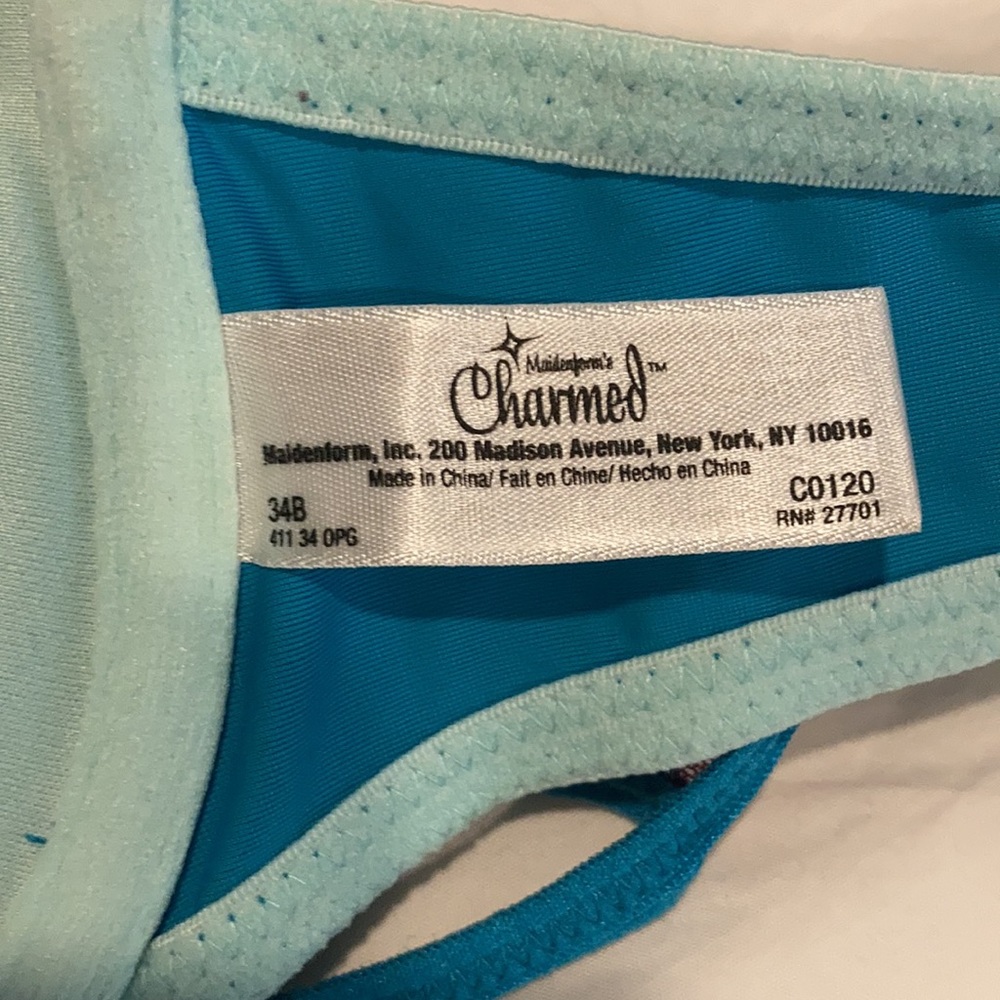 Maidenform's
Charmed™
Maidenform, Inc. 200 Madison Avenue, New York, NY 10016
Made in China/ Fait en Chine/ Hecho en China
34B
C0120
411 34 OPG
RN# 27701